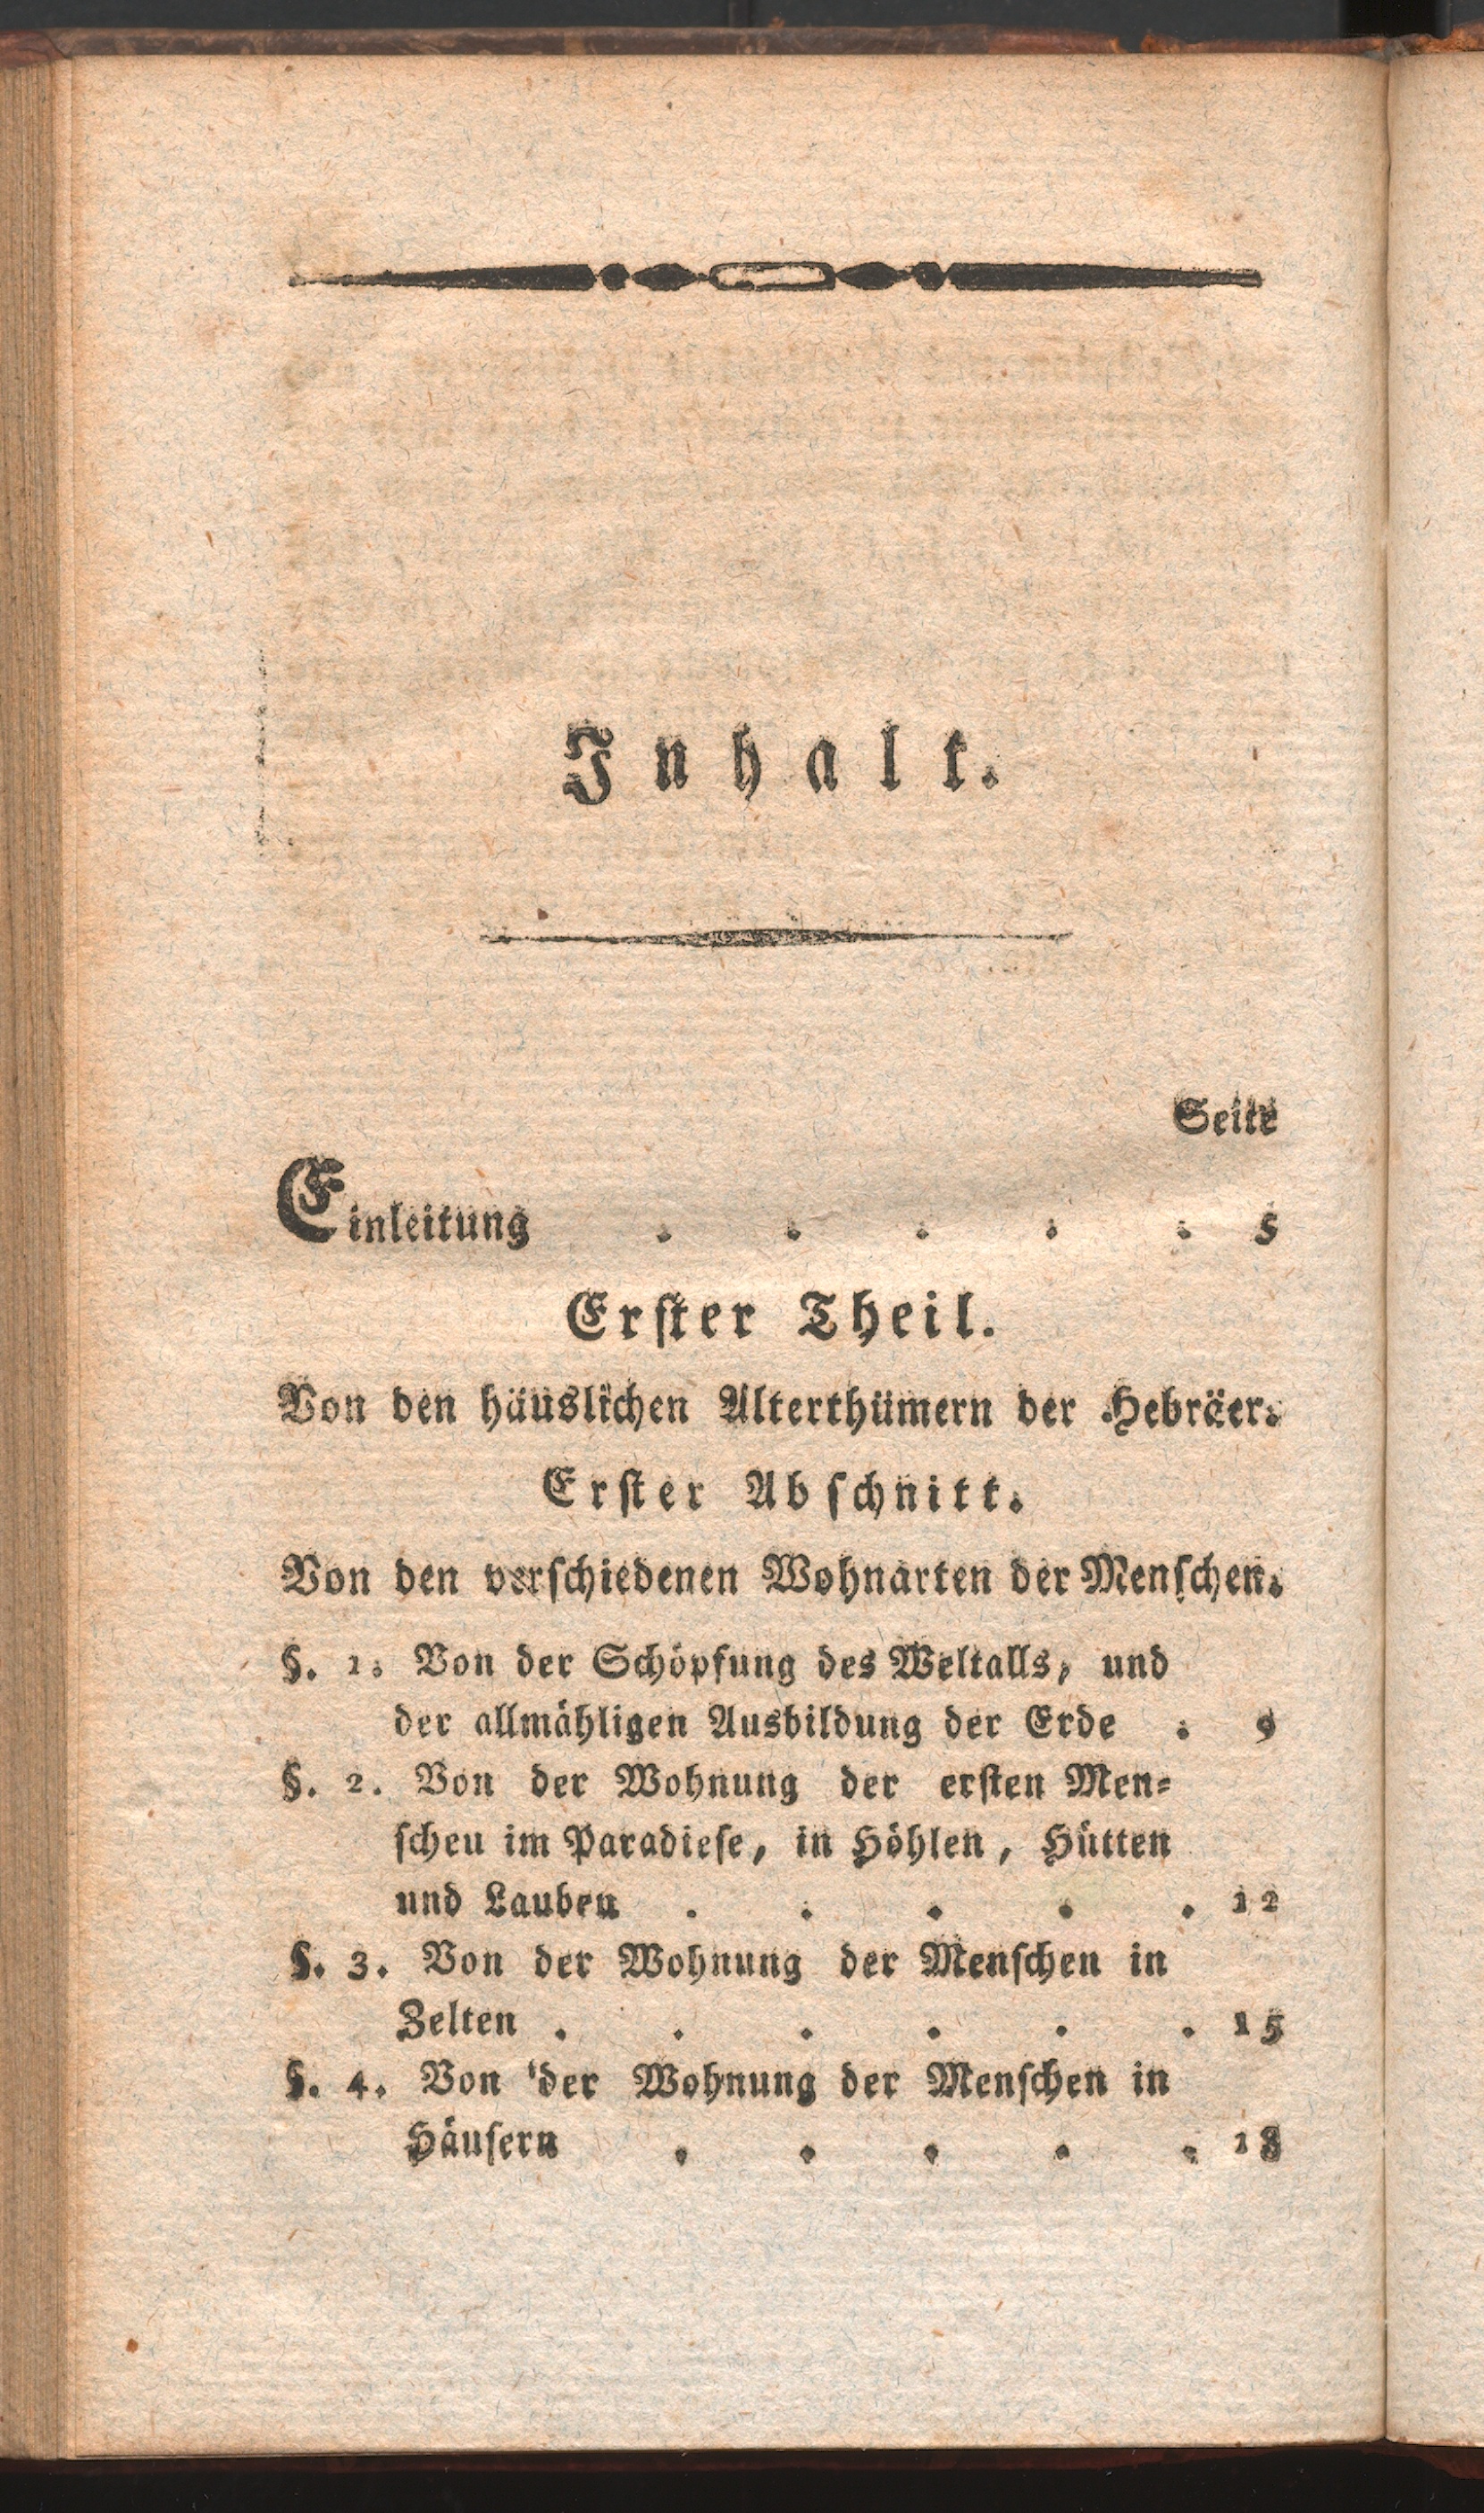 Inhalt.
Seite
Einleitung . . . . . 5
Erster Theil.
Von den häuslichen Alterthümern der Hebräer.
Erster Abschnitt.
Von den verschiedenen Wohnarten der Menschen.
§. 1. Von der Schöpfung des Weltalls, und
der allmähligen Ausbildung der Erde . 9
§. 2. Von der Wohnung der ersten Men-
scheu im Paradiese, in Höhlen, Hütten
und Lauben . . . . . 12
§. 3. Von der Wohnung der Menschen in
Zelten . . . . . . 15
§. 4. Von der Wohnung der Menschen in
Häusern . . . . . 18